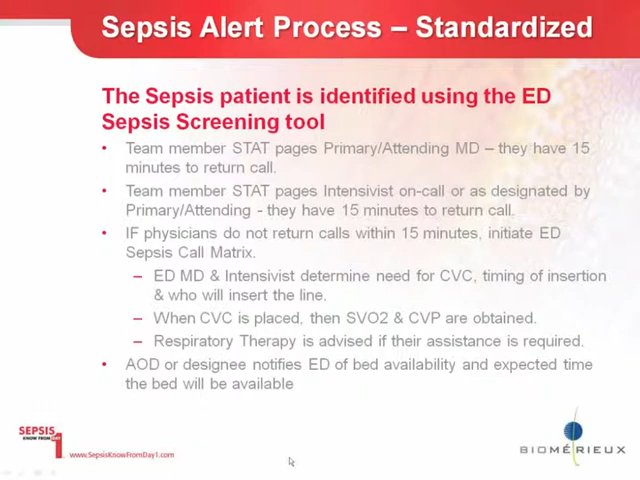 Sepsis Alert Process – Standardized
The Sepsis patient is identified using the ED
Sepsis Screening tool
• Team member STAT pages Primary/Attending MD – they have 15
minutes to return call.
• Team member STAT pages Intensivist on-call or as designated by
Primary/Attending - they have 15 minutes to return call.
• IF physicians do not return calls within 15 minutes, initiate ED
Sepsis Call Matrix.
– ED MD & Intensivist determine need for CVC, timing of insertion
& who will insert the line.
– When CVC is placed, then SVO2 & CVP are obtained.
– Respiratory Therapy is advised if their assistance is required.
• AOD or designee notifies ED of bed availability and expected time
the bed will be available
SEPSIS
KNOW FROM DAY
1
www.SepsisKnowFromDay1.com
BIOMÉRIEUX